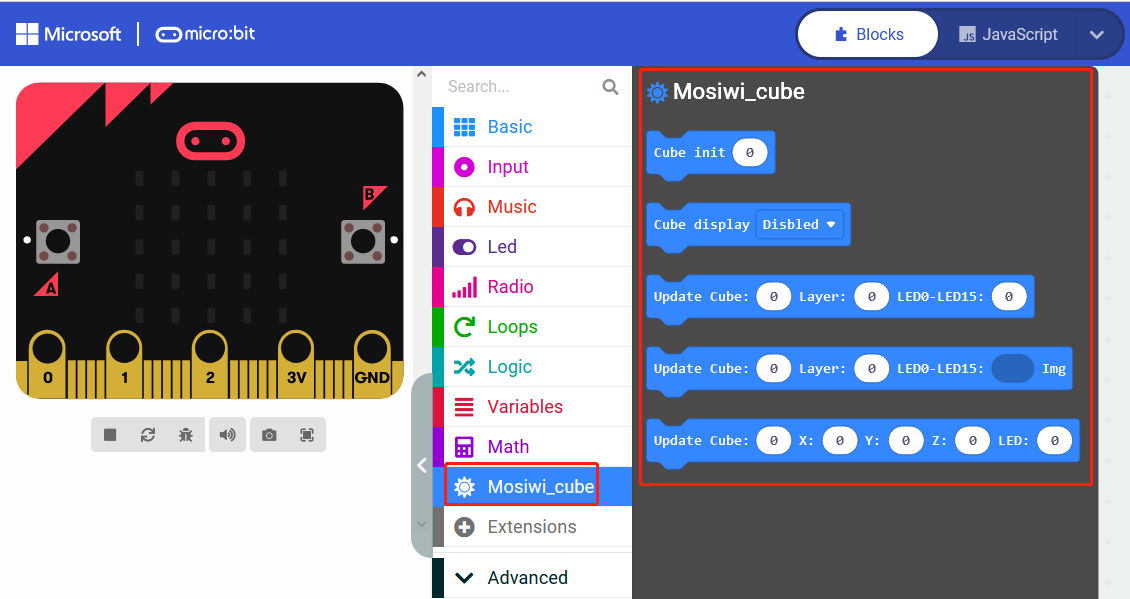 Microsoft micro:bit
Blocks JS JavaScript
Search...
Basic
Input
Music
Led
Radio
Loops
Logic
Variables
Math
Mosiwi_cube
Extensions
Advanced
B
A
0 1 2 3V GND
Mosiwi_cube
Cube init 0
Cube display Disbled
Update Cube: 0 Layer: 0 LED0-LED15: 0
Update Cube: 0 Layer: 0 LED0-LED15: Img
Update Cube: 0 X: 0 Y: 0 Z: 0 LED: 0